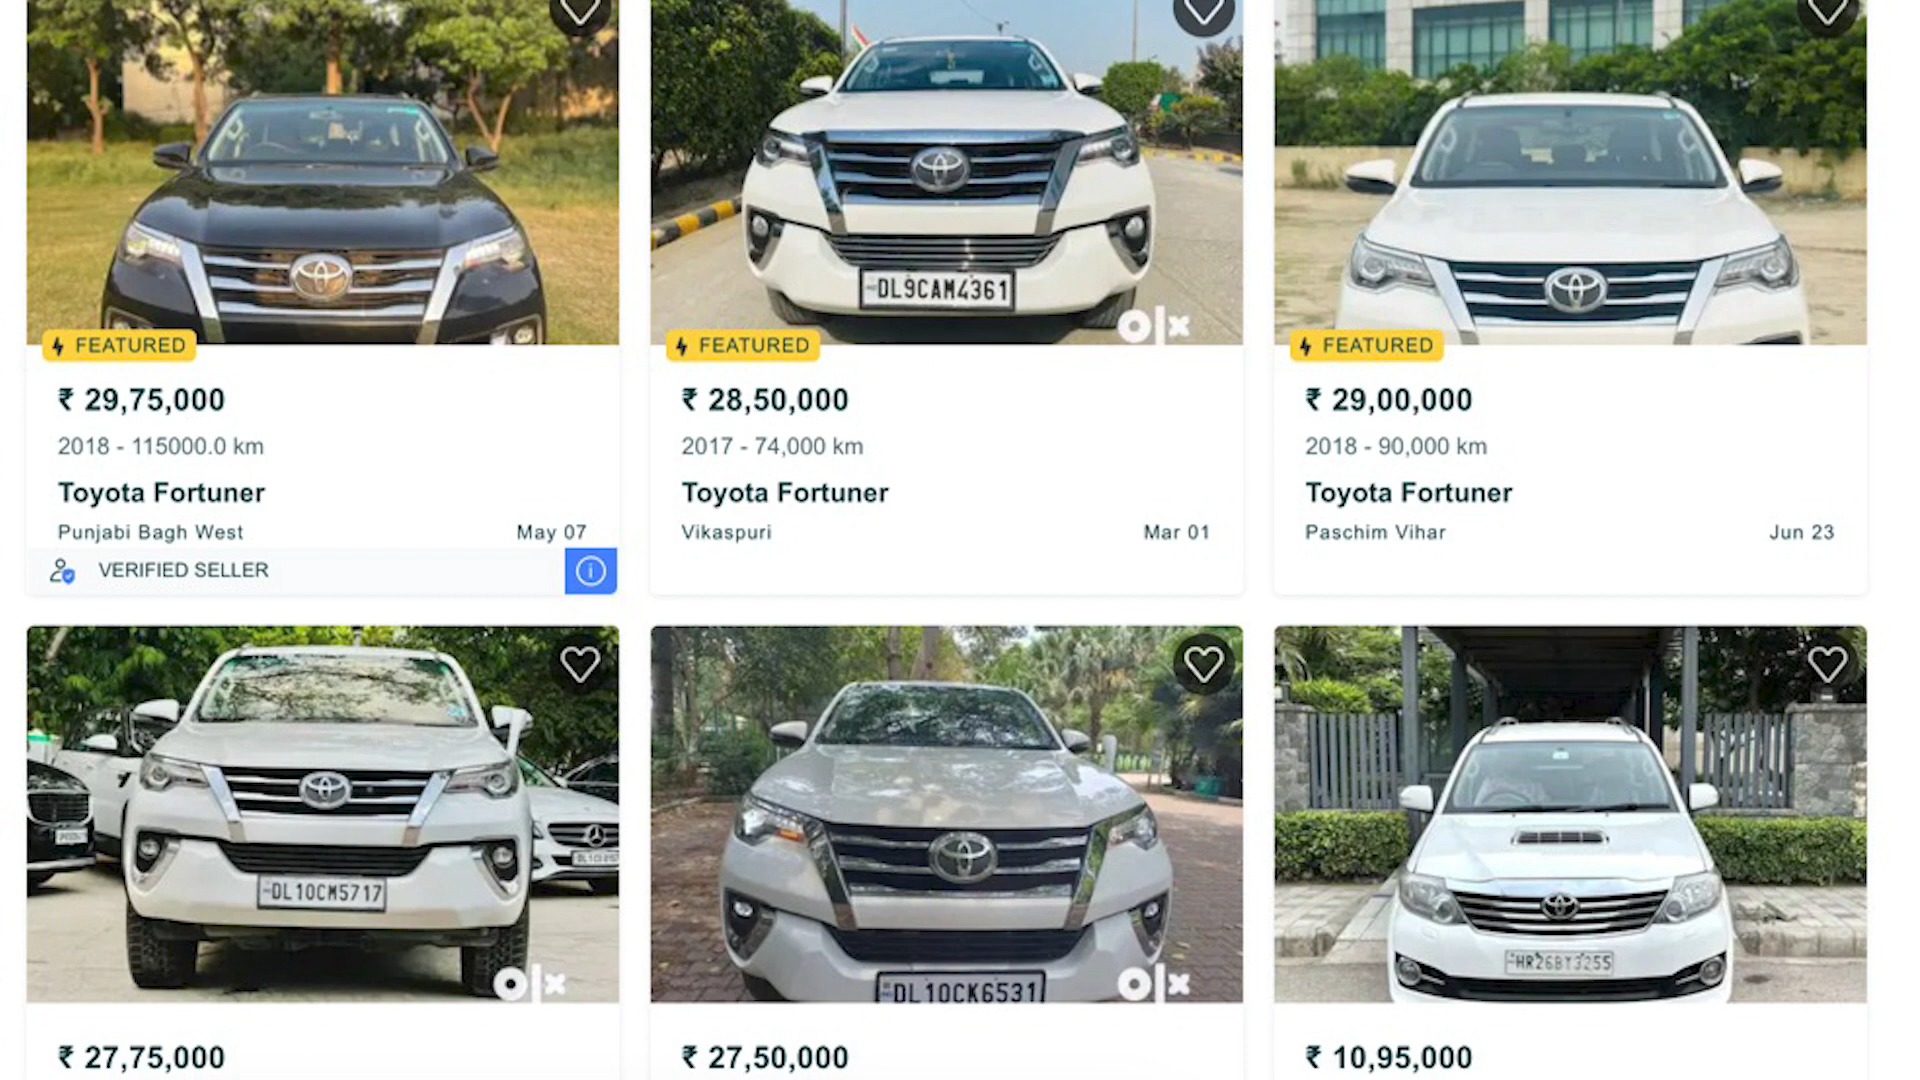 FEATURED
₹ 29,75,000
2018 - 115000.0 km
Toyota Fortuner
Punjabi Bagh West
May 07
VERIFIED SELLER
i
DL9CAM4361
olx
FEATURED
₹ 28,50,000
2017 - 74,000 km
Toyota Fortuner
Vikaspuri
Mar 01
FEATURED
₹ 29,00,000
2018 - 90,000 km
Toyota Fortuner
Paschim Vihar
Jun 23
DL10CM5717
olx
₹ 27,75,000
DL10CK6531
olx
₹ 27,50,000
HR26BY3255
₹ 10,95,000